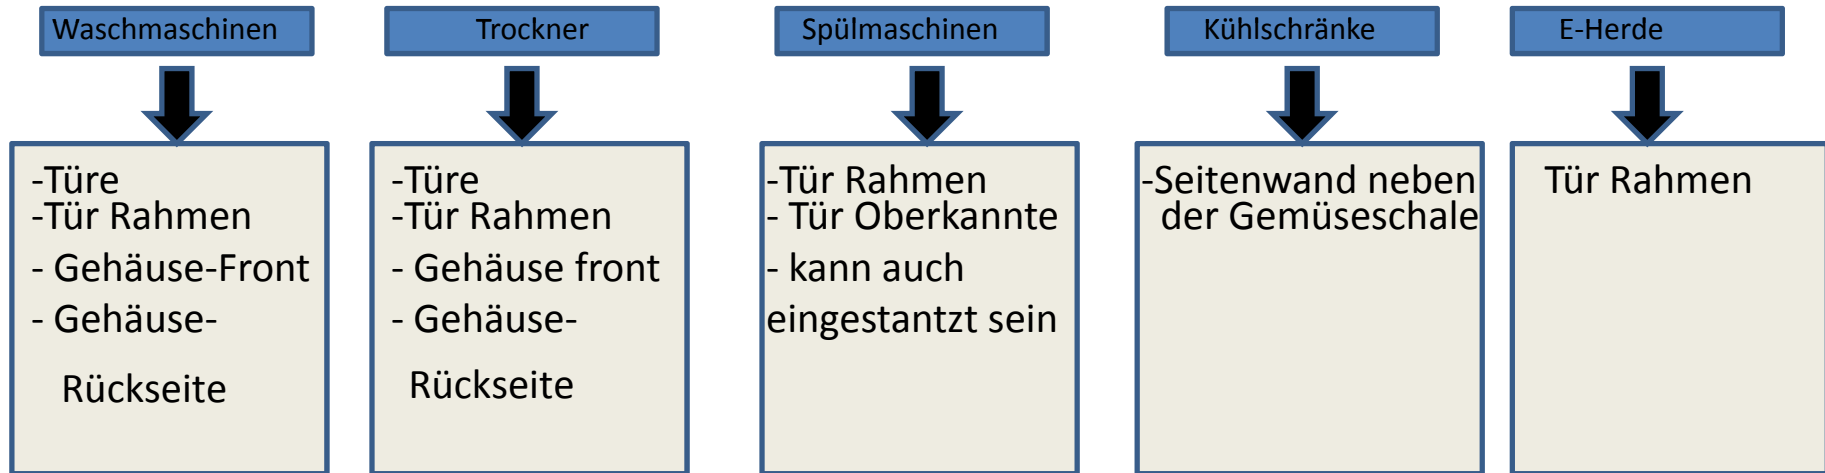 Waschmaschinen
Trockner
Spülmaschinen
Kühlschränke
E-Herde
-Türe
-Tür Rahmen
- Gehäuse-Front
- Gehäuse-
Rückseite
-Türe
-Tür Rahmen
- Gehäuse front
- Gehäuse-
Rückseite
-Tür Rahmen
- Tür Oberkannte
- kann auch
eingestantzt sein
-Seitenwand neben
der Gemüseschale
Tür Rahmen